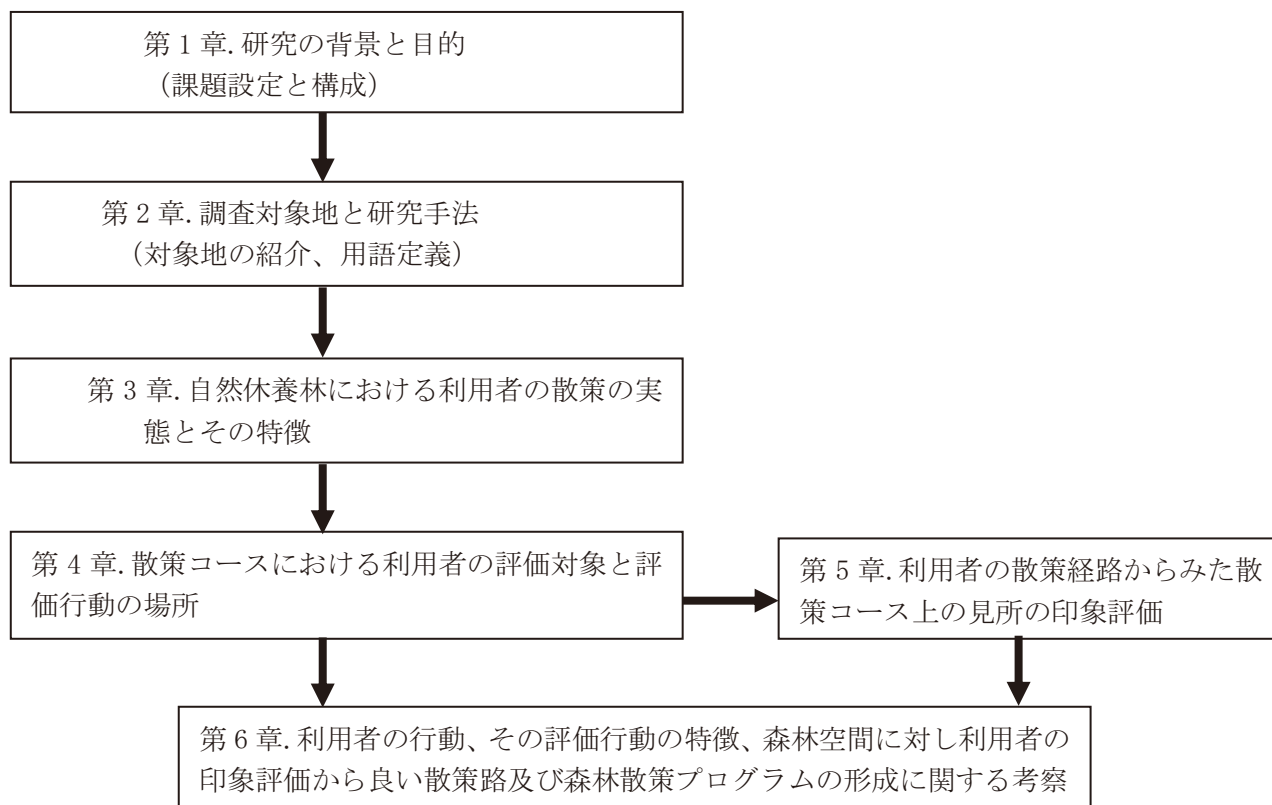 第１章.研究の背景と目的
（課題設定と構成）
第２章.調査対象地と研究手法
（対象地の紹介、用語定義）
第３章.自然休養林における利用者の散策の実
態とその特徴
第４章.散策コースにおける利用者の評価対象と評
価行動の場所
第５章.利用者の散策経路からみた散
策コース上の見所の印象評価
第６章.利用者の行動、その評価行動の特徴、森林空間に対し利用者の
印象評価から良い散策路及び森林散策プログラムの形成に関する考察